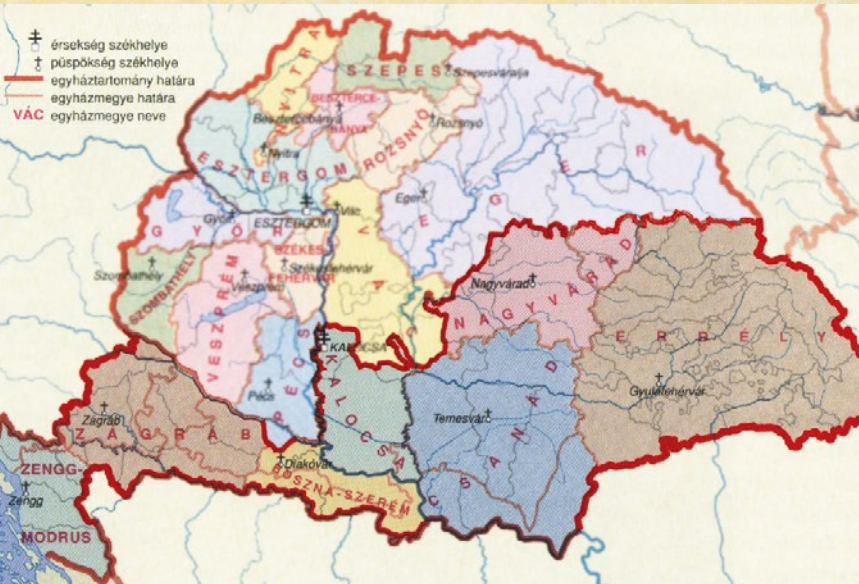 érsekség székhelye
püspökség székhelye
egyháztartomány határa
egyházmegye határa
VÁC egyházmegye neve
NYITRA
SZEPES
Szepesváralja
BESZTERCE-
BÁNYA
Besztercebánya
ROZSNYÓ
Rozsnyó
Nyitra
ESZTERGOM
EGER
Eger
GYŐR
Győr
ESZTERGOM
Vác
VÁC
SZÉKES-
FEHÉRVÁR
Székesfehérvár
Szombathely
SZOMBATHELY
VESZPRÉM
Veszprém
Nagyvárad
NAGYVÁRAD
ERDÉLY
Gyulafehérvár
PÉCS
Pécs
KALOCSA
KALOCSA
Temesvár
CSANÁD
Zágráb
ZÁGRÁB
Diakóvár
BOSZNA-SZERÉM
ZENGG-
Zengg
MODRUS